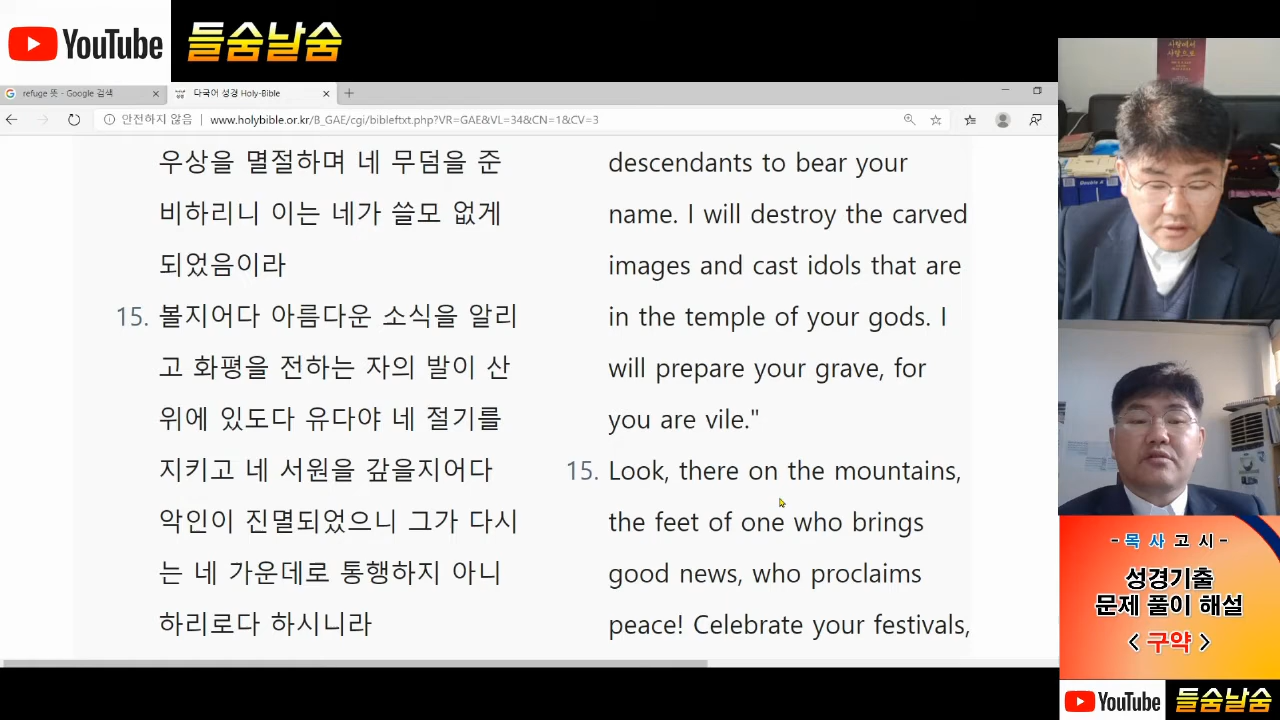 YouTube 들숨날숨
refuge 뜻 - Google 검색
다국어 성경 Holy-Bible
안전하지 않음
www.holybible.or.kr/B_GAE/cgi/bibleftxt.php?VR=GAE&VL=34&CN=1&CV=3
우상을 멸절하며 네 무덤을 준
비하리니 이는 네가 쓸모 없게
되었음이라
15. 볼지어다 아름다운 소식을 알리
고 화평을 전하는 자의 발이 산
위에 있도다 유다야 네 절기를
지키고 네 서원을 갚을지어다
악인이 진멸되었으니 그가 다시
는 네 가운데로 통행하지 아니
하리로다 하시니라
descendants to bear your
name. I will destroy the carved
images and cast idols that are
in the temple of your gods. I
will prepare your grave, for
you are vile."
15. Look, there on the mountains,
the feet of one who brings
good news, who proclaims
peace! Celebrate your festivals,
사랑으로
- 목 사 고 시 -
성경기출
문제 풀이 해설
< 구약 >
YouTube 들숨날숨